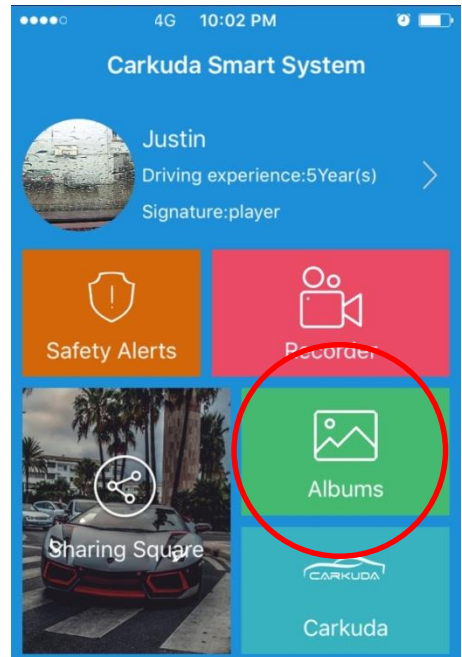 4G 10:02 PM
Carkuda Smart System
Justin
Driving experience:5Year(s)
Signature:player
Safety Alerts
Recorder
Albums
Sharing Square
CARKUDA
Carkuda